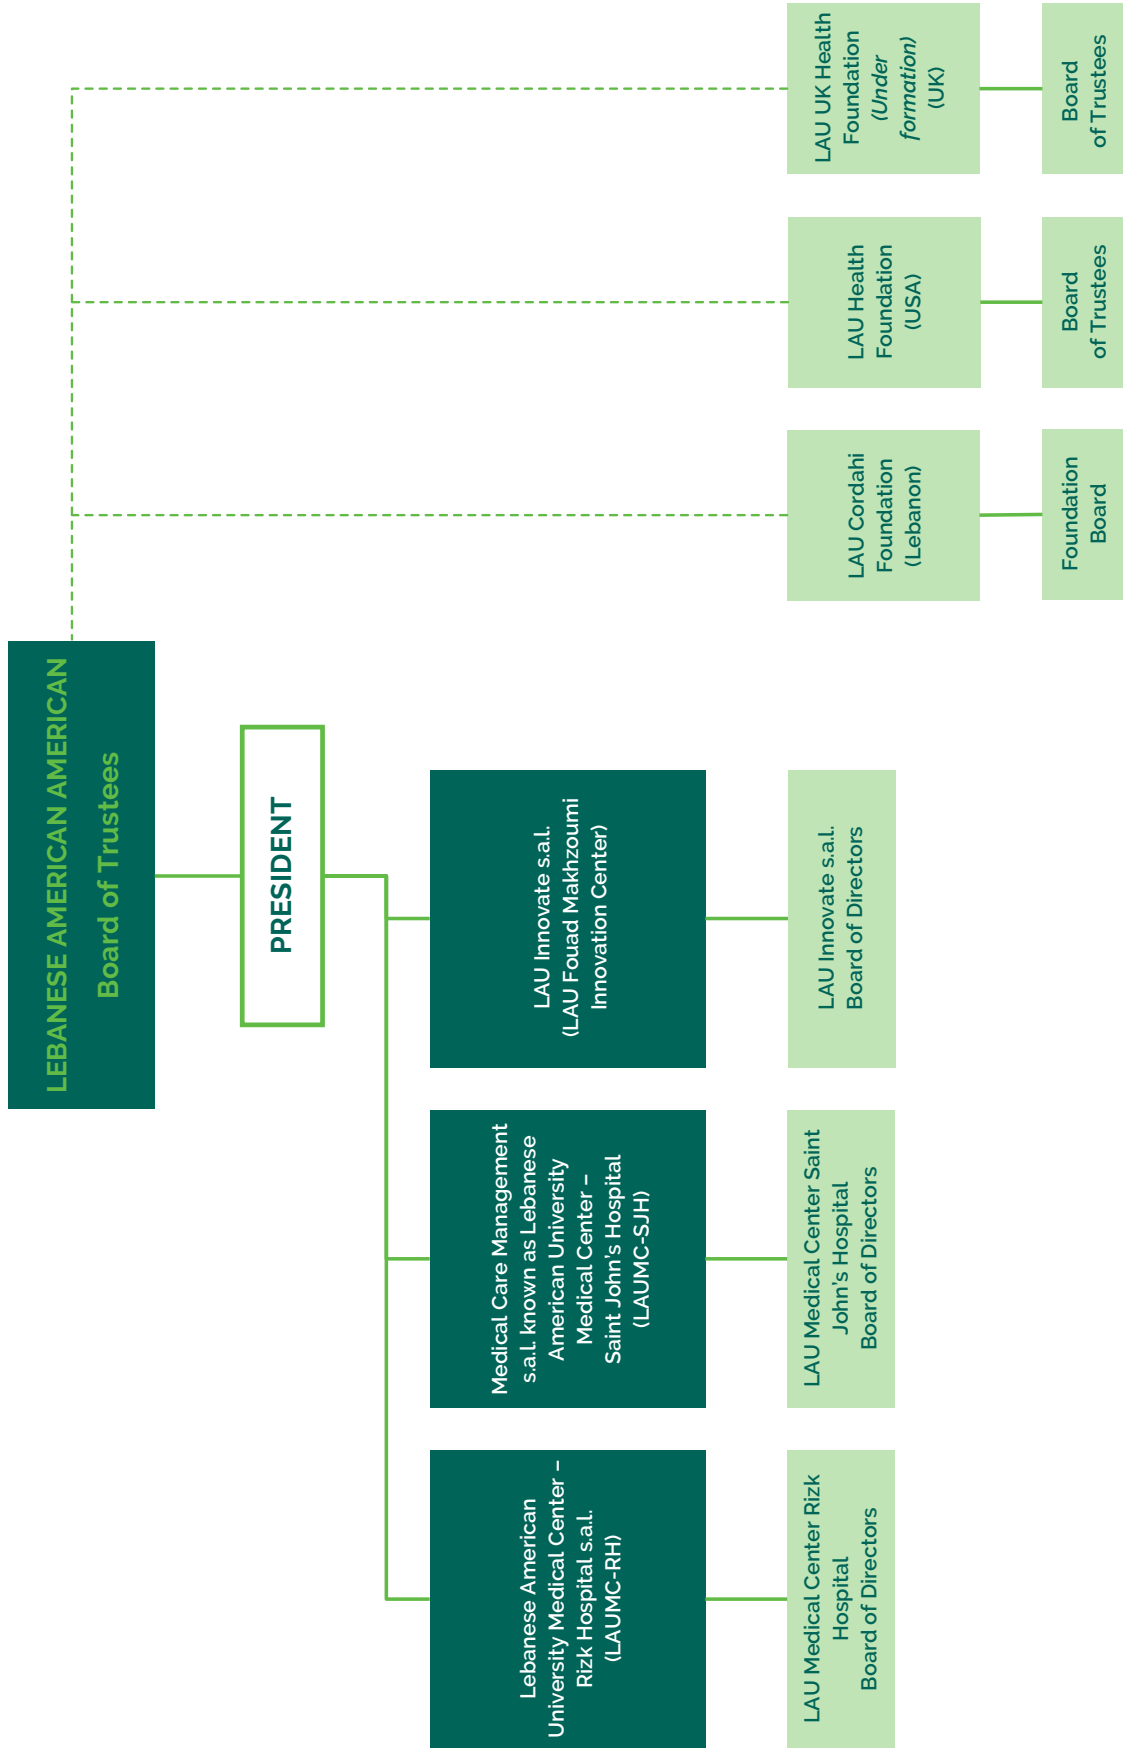 LEBANESE AMERICAN AMERICAN
Board of Trustees
PRESIDENT
Lebanese American
University Medical Center –
Rizk Hospital s.a.l.
(LAUMC-RH)
Medical Care Management
s.a.l. known as Lebanese
American University
Medical Center –
Saint John's Hospital
(LAUMC-SJH)
LAU Innovate s.a.l.
(LAU Fouad Makhzoumi
Innovation Center)
LAU Medical Center Rizk
Hospital
Board of Directors
LAU Medical Center Saint
John's Hospital
Board of Directors
LAU Innovate s.a.l.
Board of Directors
LAU Cordahi
Foundation
(Lebanon)
LAU Health
Foundation
(USA)
LAU UK Health
Foundation
(Under
formation)
(UK)
Foundation
Board
Board
of Trustees
Board
of Trustees